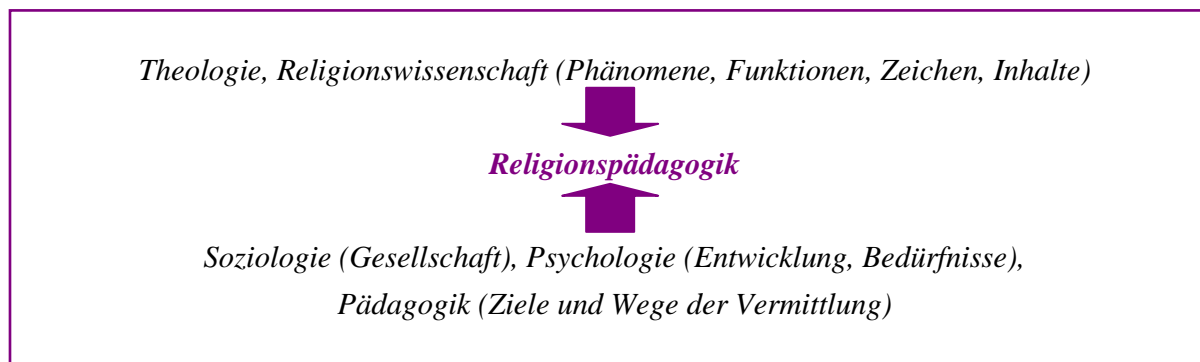 Theologie, Religionswissenschaft (Phänomene, Funktionen, Zeichen, Inhalte)
Religionspädagogik
Soziologie (Gesellschaft), Psychologie (Entwicklung, Bedürfnisse),
Pädagogik (Ziele und Wege der Vermittlung)